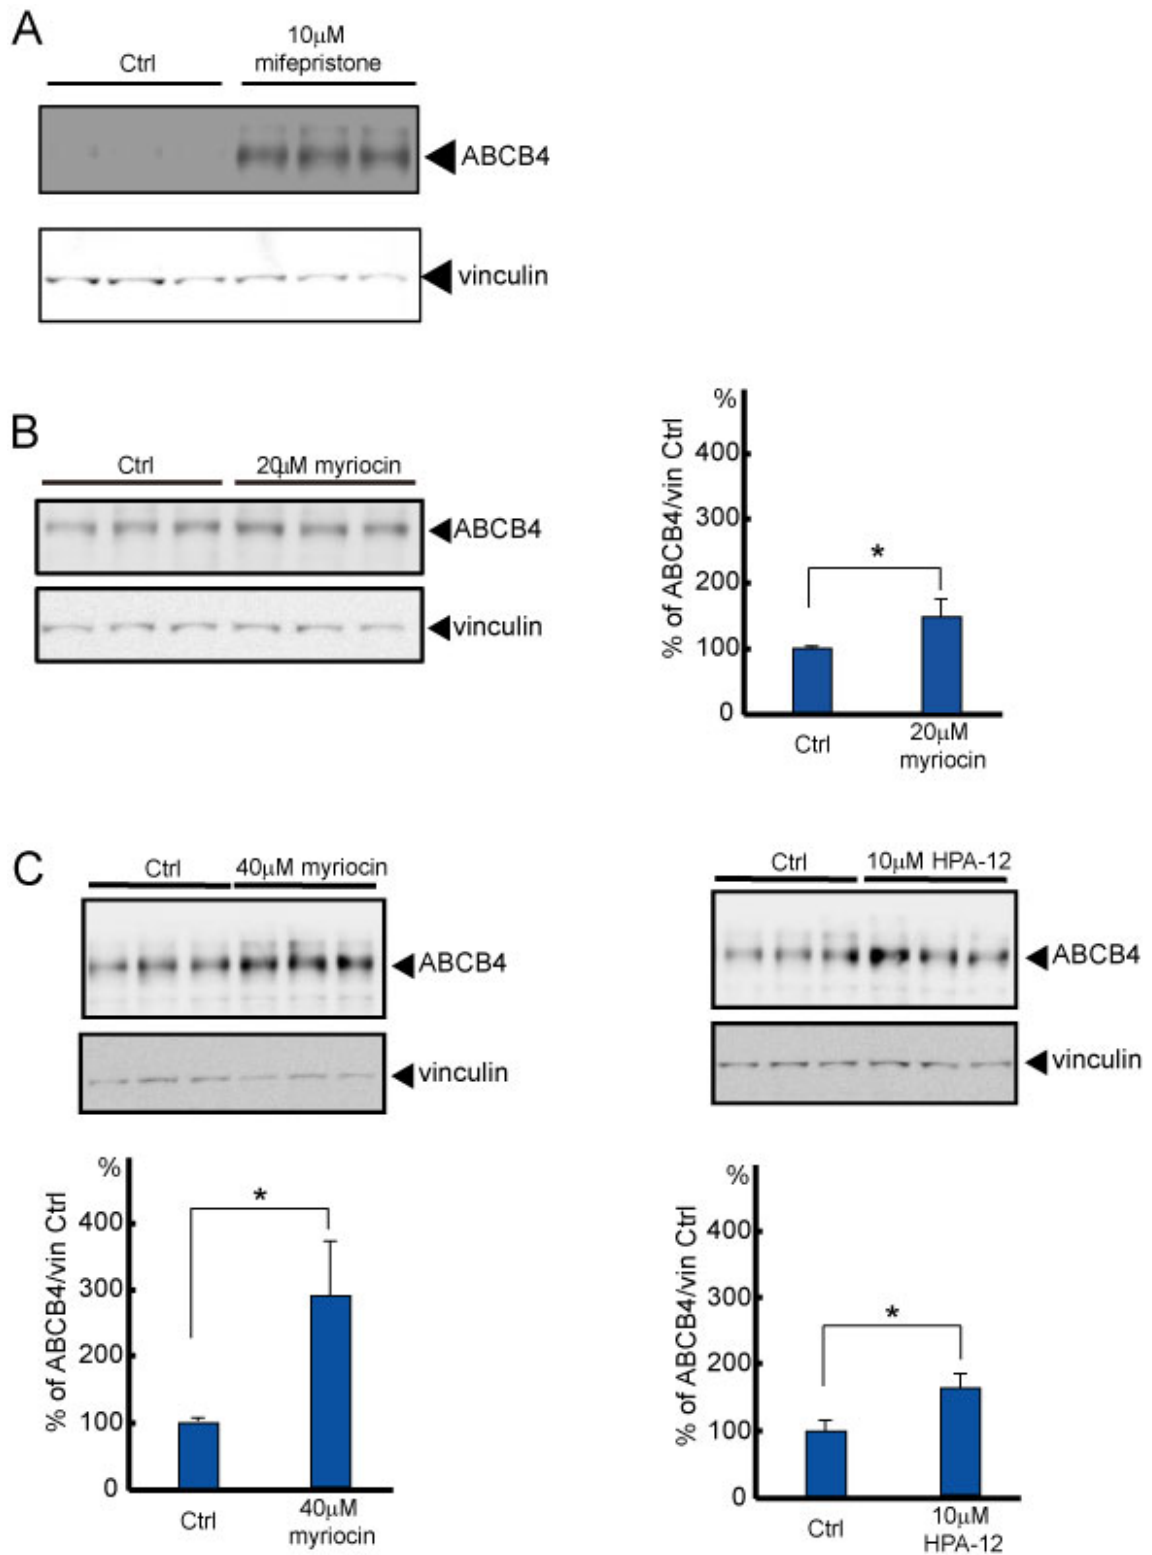 A
Ctrl
10µM
mifepristone
ABCB4
vinculin
B
Ctrl
20µM myriocin
ABCB4
vinculin
%
% of ABCB4/vin Ctrl
400
300
200
100
0
*
Ctrl
20µM
myriocin
C
Ctrl
40µM myriocin
ABCB4
vinculin
%
% of ABCB4/vin Ctrl
400
300
200
100
0
*
Ctrl
40µM
myriocin
Ctrl
10µM HPA-12
ABCB4
vinculin
%
% of ABCB4/vin Ctrl
400
300
200
100
0
*
Ctrl
10µM
HPA-12